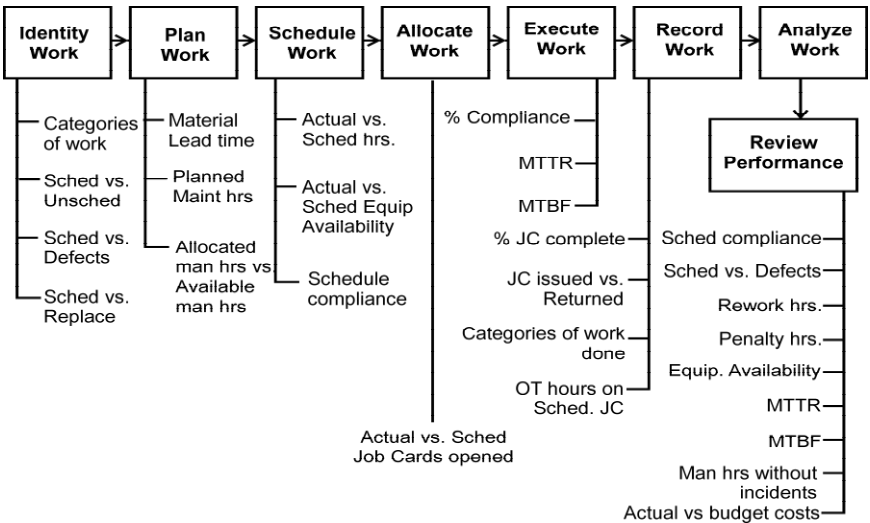 Identity
Work
Plan
Work
Schedule
Work
Allocate
Work
Execute
Work
Record
Work
Analyze
Work
Review
Performance
Categories
of work
Sched vs.
Unsched
Sched vs.
Defects
Sched vs.
Replace
Material
Lead time
Planned
Maint hrs
Allocated
man hrs vs.
Available
man hrs
Actual vs.
Sched hrs.
Actual vs.
Sched Equip
Availability
Schedule
compliance
Actual vs. Sched
Job Cards opened
% Compliance
MTTR
MTBF
% JC complete
JC issued vs.
Returned
Categories of work
done
OT hours on
Sched. JC
Sched compliance
Sched vs. Defects
Rework hrs.
Penalty hrs.
Equip. Availability
MTTR
MTBF
Man hrs without
incidents
Actual vs budget costs